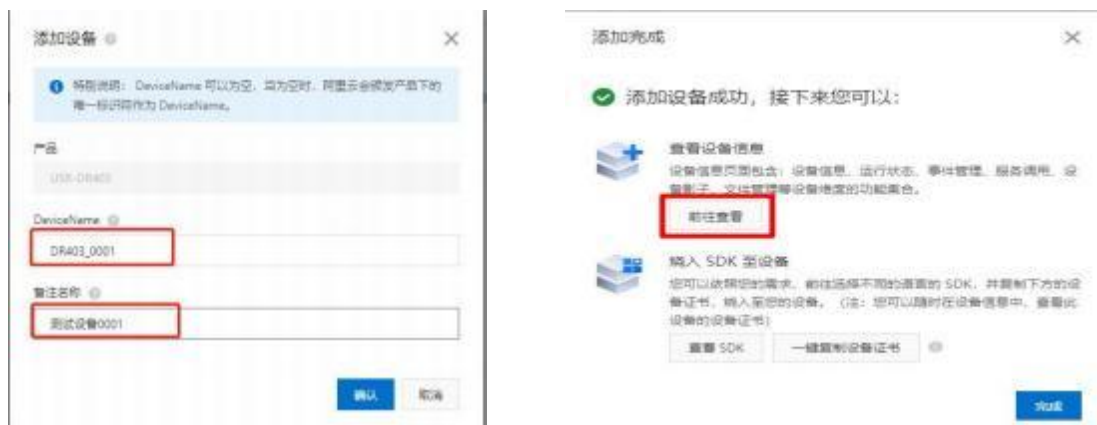 添加设备
特别说明： DeviceName 可以为空，当为空时，阿里云会颁发产品下的
唯一标识符作为 DeviceName。
产品
USR-DR403
DeviceName
DR403_0001
备注名称
测试设备0001
确认
取消
添加完成
添加设备成功，接下来您可以：
查看设备信息
设备信息页面包含：设备信息、运行状态、事件管理、服务调用、设
备影子、文件管理等设备维度的功能集合。
前往查看
烧入 SDK 至设备
您可以依照您的需求，前往选择不同的语言的 SDK，并复制下方的设
备证书，烧入至您的设备。（注：您可以随时在设备信息中，查看此
设备的设备证书）
查看 SDK
一键复制设备证书
完成